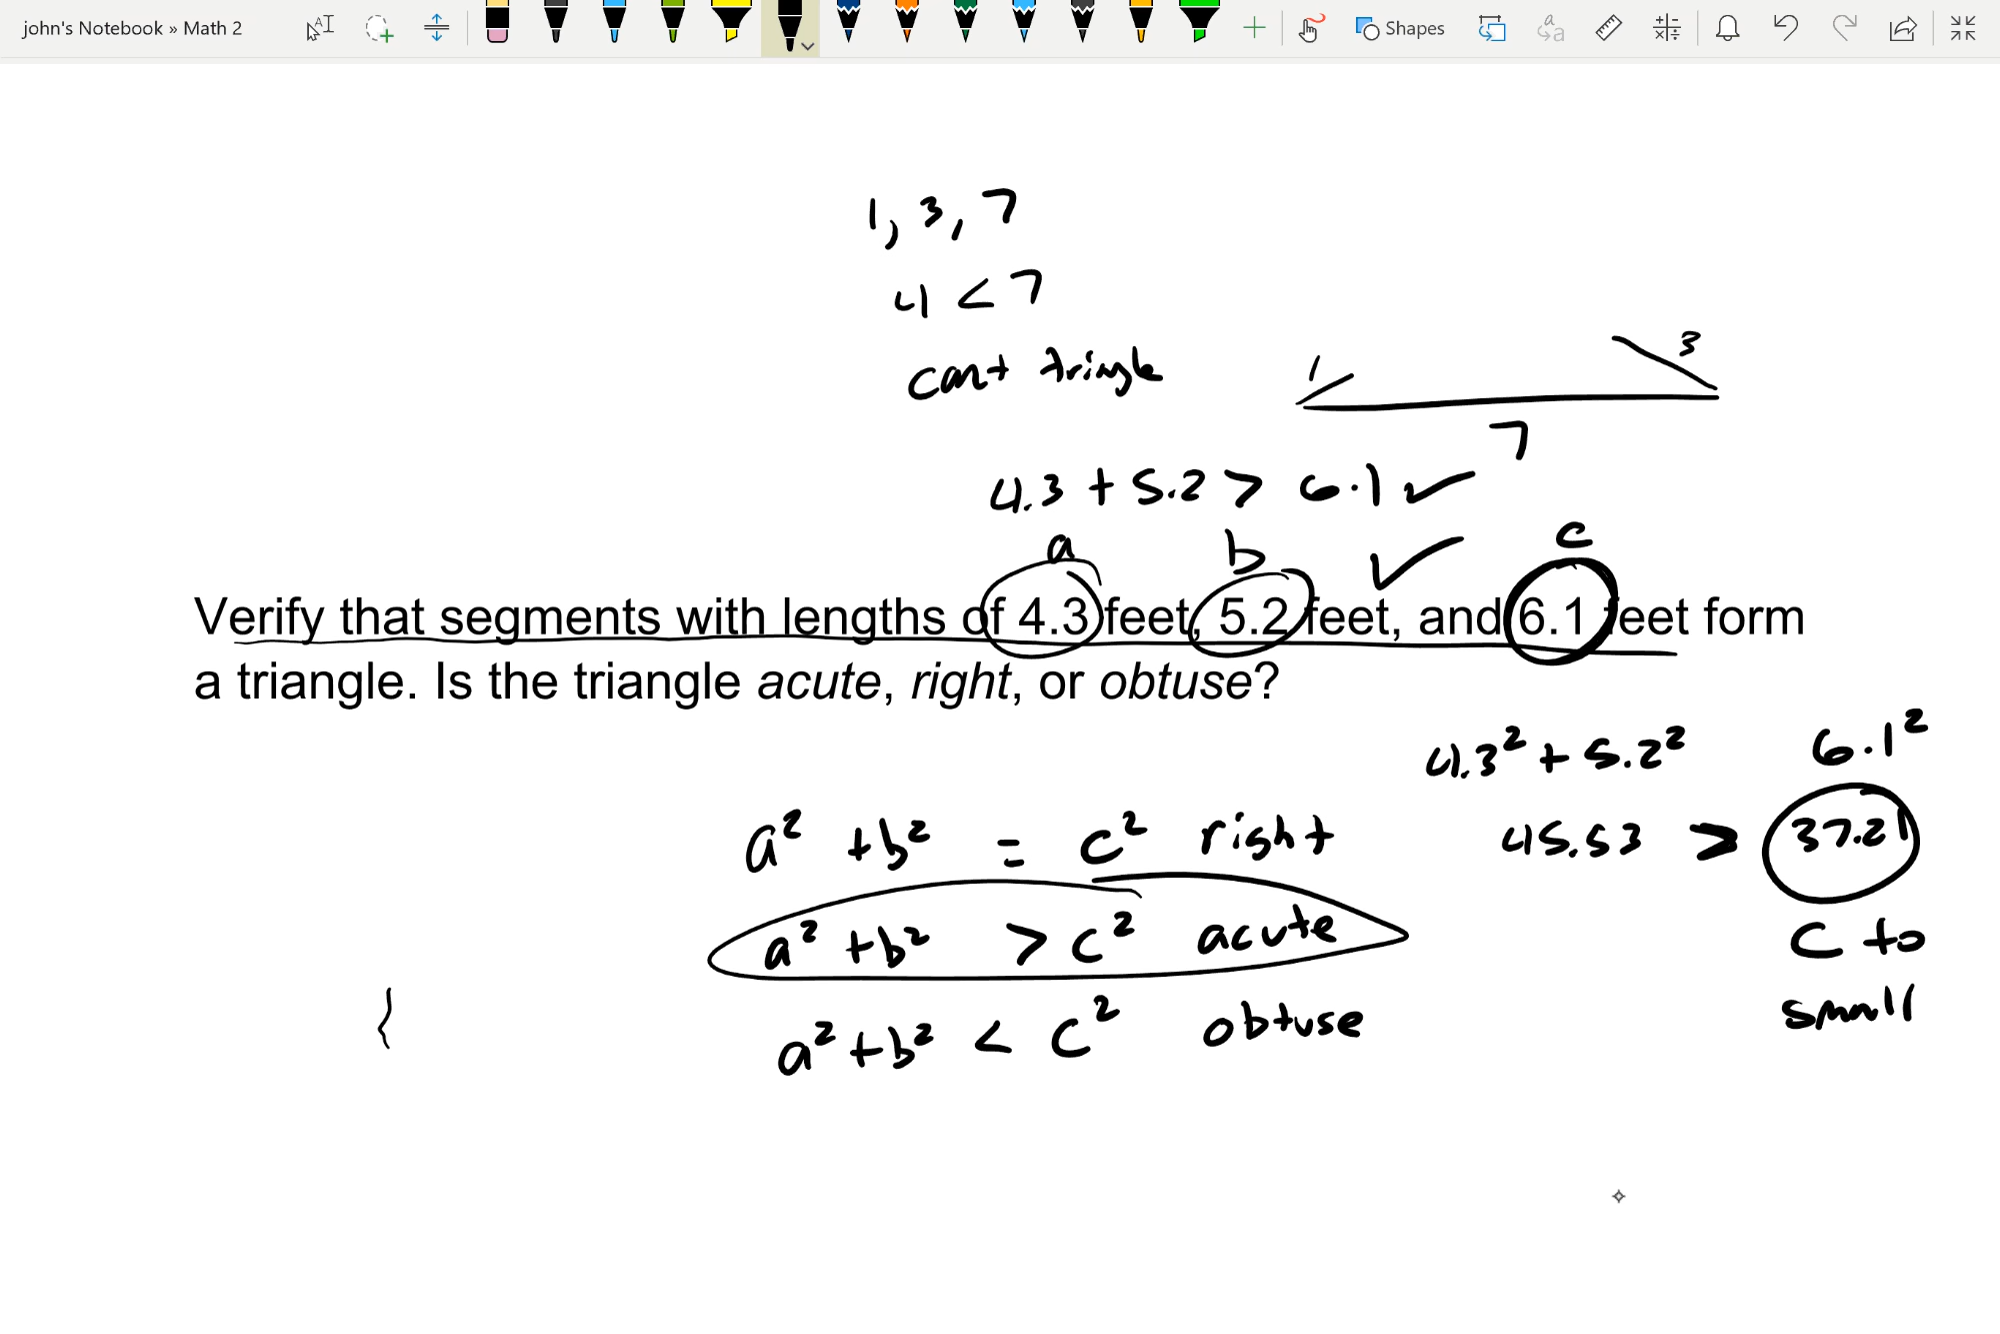 john's Notebook » Math 2
Shapes
1, 3, 7
4 < 7
cant tringle
1
3
7
4.3 + 5.2 > 6.1 ✓
a b ✓ c
Verify that segments with lengths of 4.3 feet, 5.2 feet, and 6.1 feet form
a triangle. Is the triangle acute, right, or obtuse?
4.3² + 5.2² 6.1²
45.53 > 37.21
C to
small
a² + b² = c² right
a² + b² > c² acute
a² + b² < c² obtuse
{